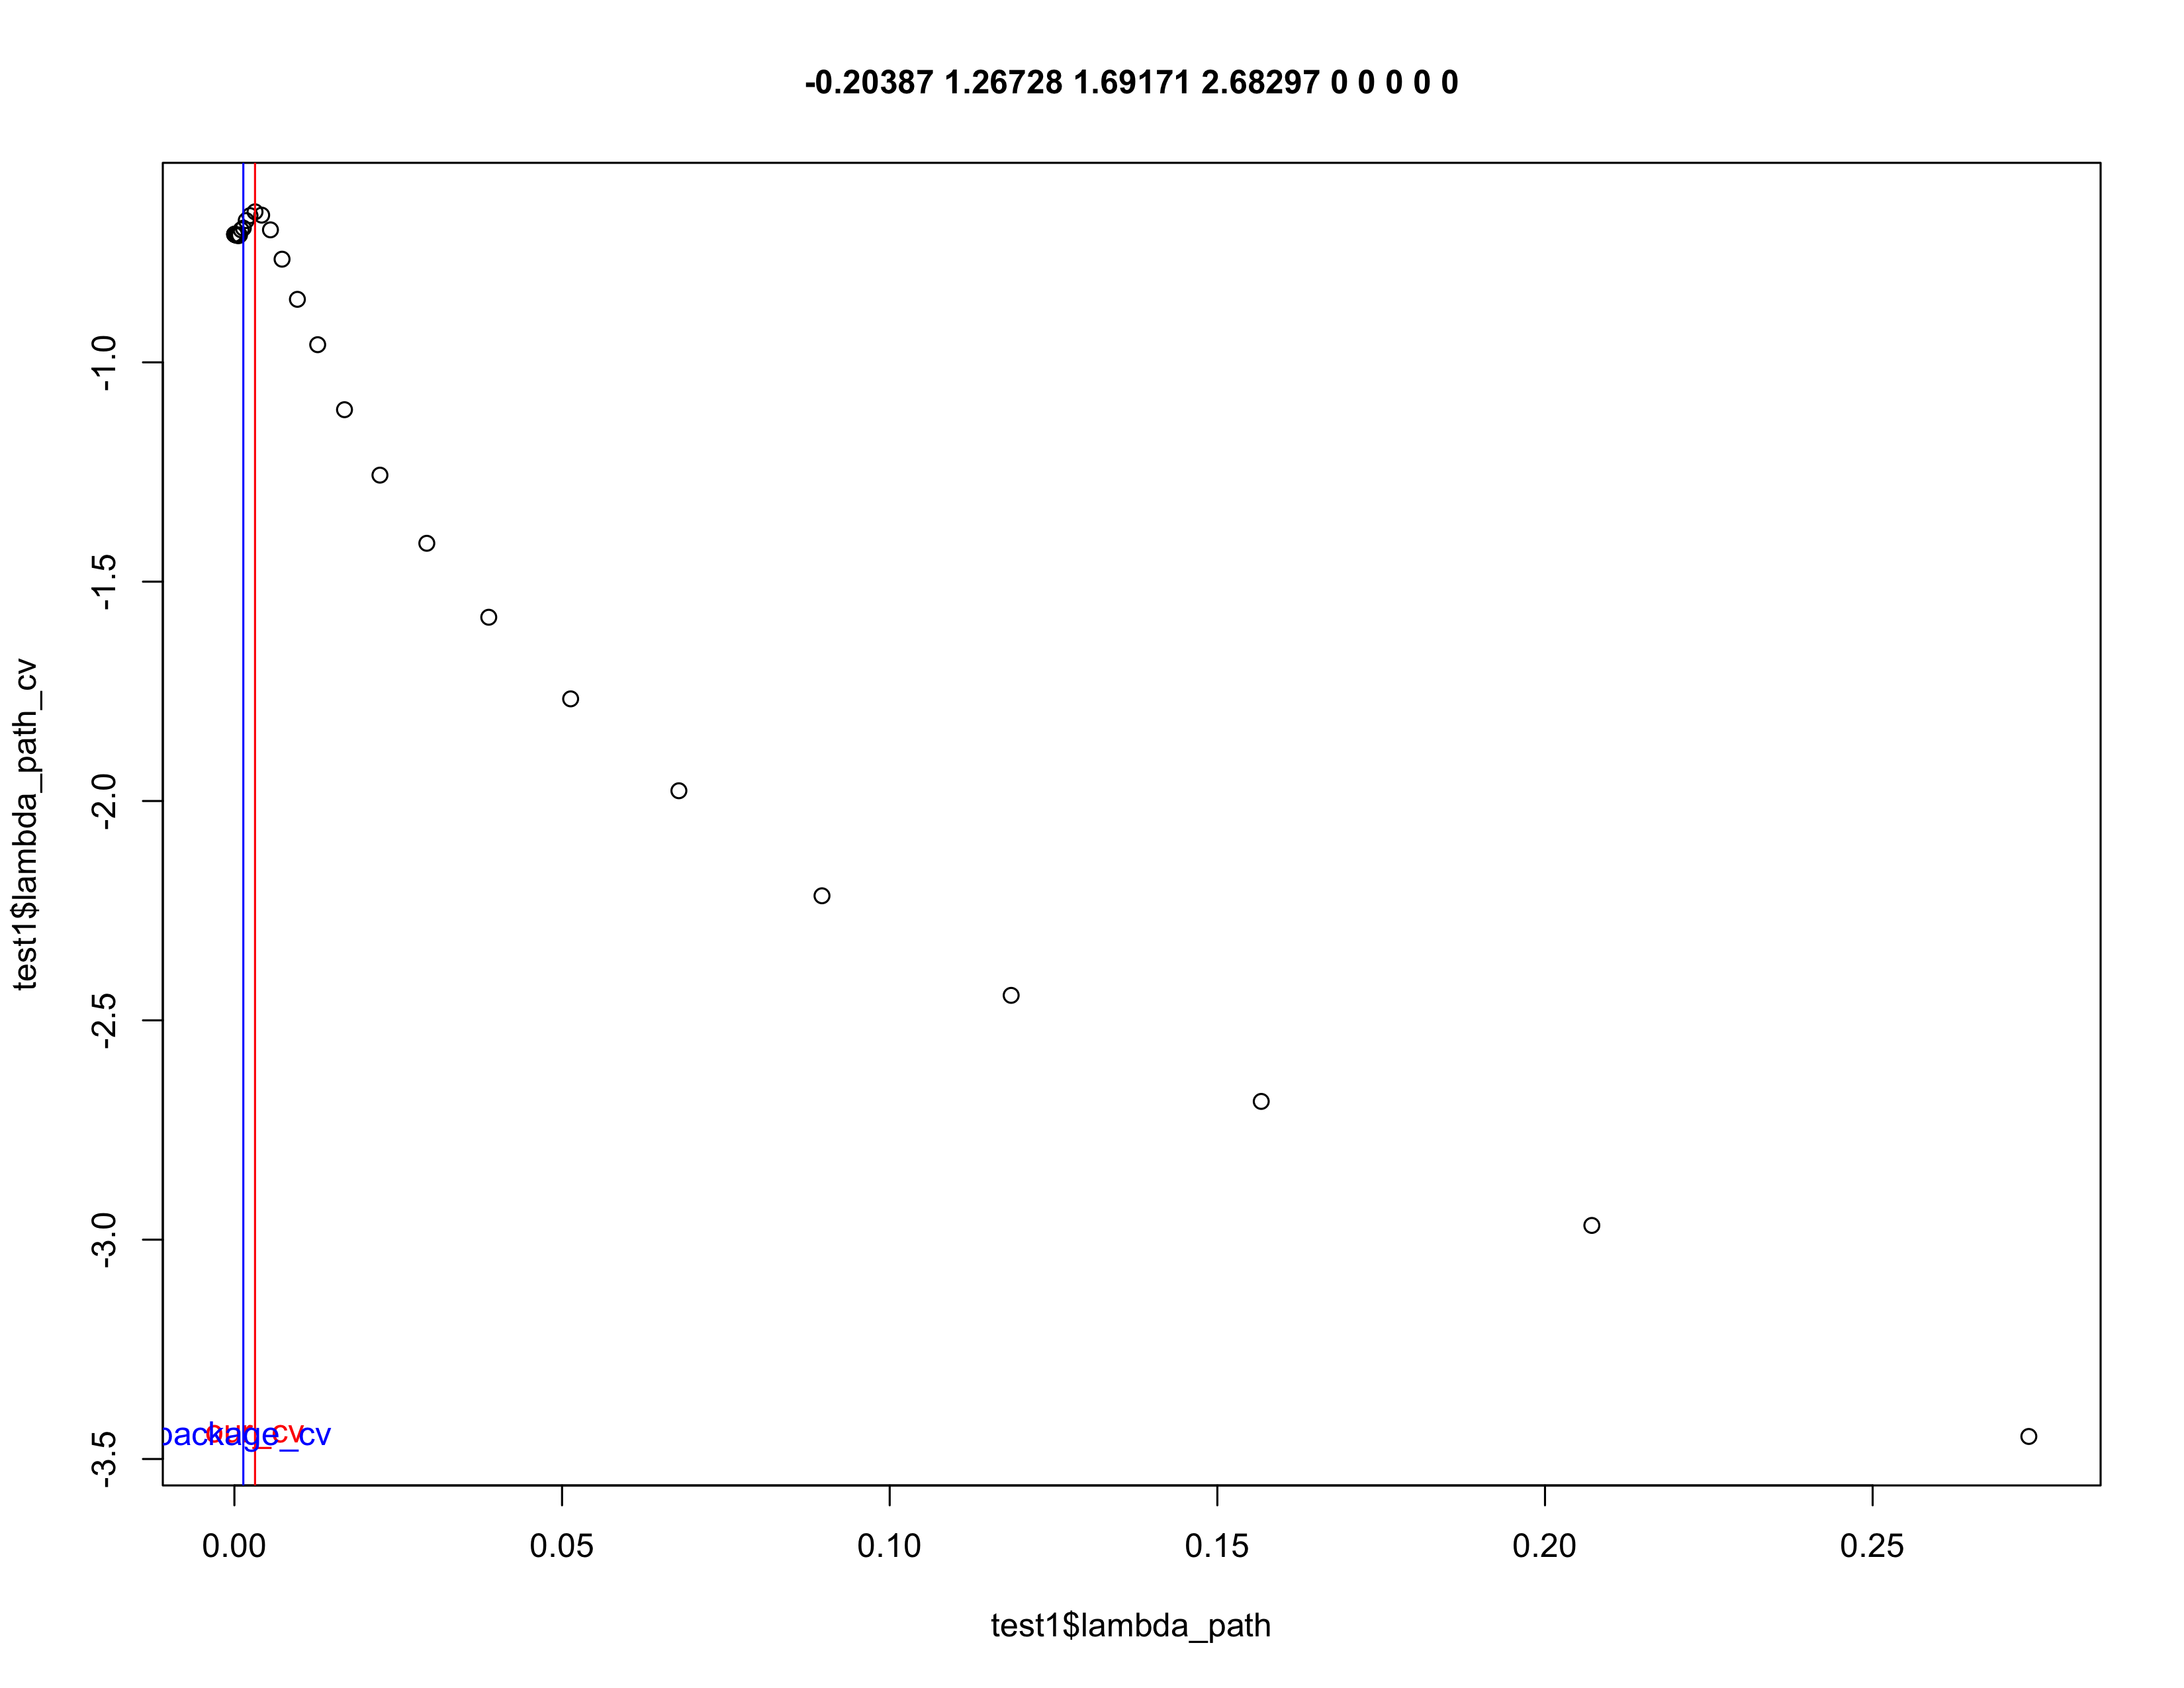 -0.20387 1.26728 1.69171 2.68297 0 0 0 0 0
test1$lambda_path_cv
-1.0
-1.5
-2.0
-2.5
-3.0
-3.5
our_cv
package_cv
0.00 0.05 0.10 0.15 0.20 0.25
test1$lambda_path